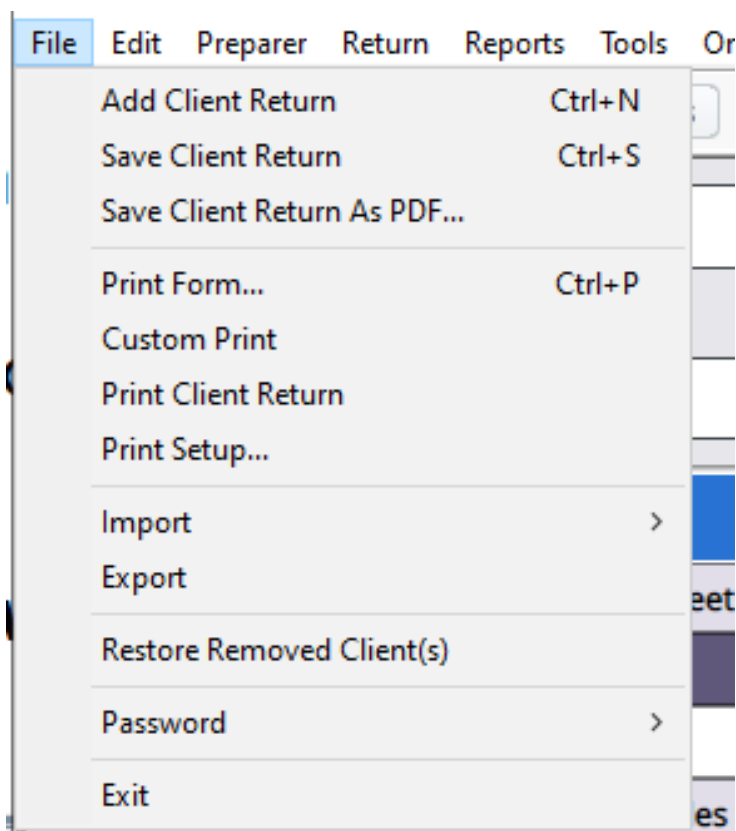 File Edit Preparer Return Reports Tools
Add Client Return Ctrl+N
Save Client Return Ctrl+S
Save Client Return As PDF...
Print Form... Ctrl+P
Custom Print
Print Client Return
Print Setup...
Import >
Export
Restore Removed Client(s)
Password >
Exit